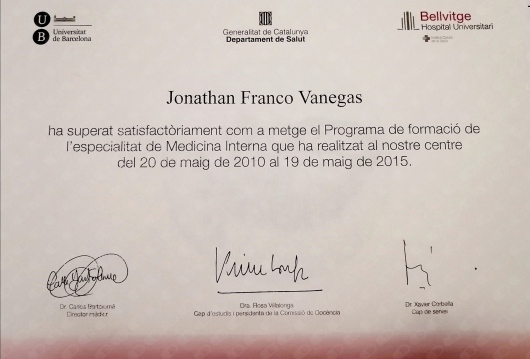 UB
Universitat
de Barcelona
Generalitat de Catalunya
Departament de Salut
Bellvitge
Hospital Universitari
Jonathan Franco Vanegas
ha superat satisfactòriament com a metge el Programa de formació de
l'especialitat de Medicina Interna que ha realitzat al nostre centre
del 20 de maig de 2010 al 19 de maig de 2015.
Dr. Carles Bartolomé
Director mèdic
Dra. Rosa Villalonga
Cap d'estudis i presidenta de la Comissió de Docència
Dr. Xavier Corbella
Cap de servei